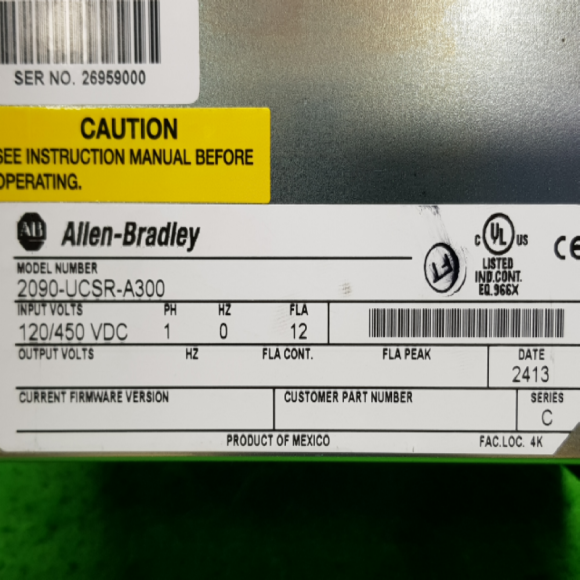 SER NO. 26959000
CAUTION
SEE INSTRUCTION MANUAL BEFORE
OPERATING.
AB Allen-Bradley
C UL US
LISTED
IND.CONT.
EQ.966X
CE
MODEL NUMBER
2090-UCSR-A300
INPUT VOLTS PH HZ FLA
120/450 VDC 1 0 12
OUTPUT VOLTS HZ FLA CONT. FLA PEAK DATE
2413
CURRENT FIRMWARE VERSION CUSTOMER PART NUMBER SERIES
C
PRODUCT OF MEXICO FAC.LOC. 4K